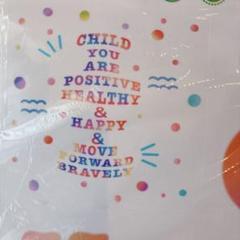 CHILD
YOU
ARE
POSITIVE
HEALTHY
&
HAPPY
&
MOVE
FORWARD
BRAVELY